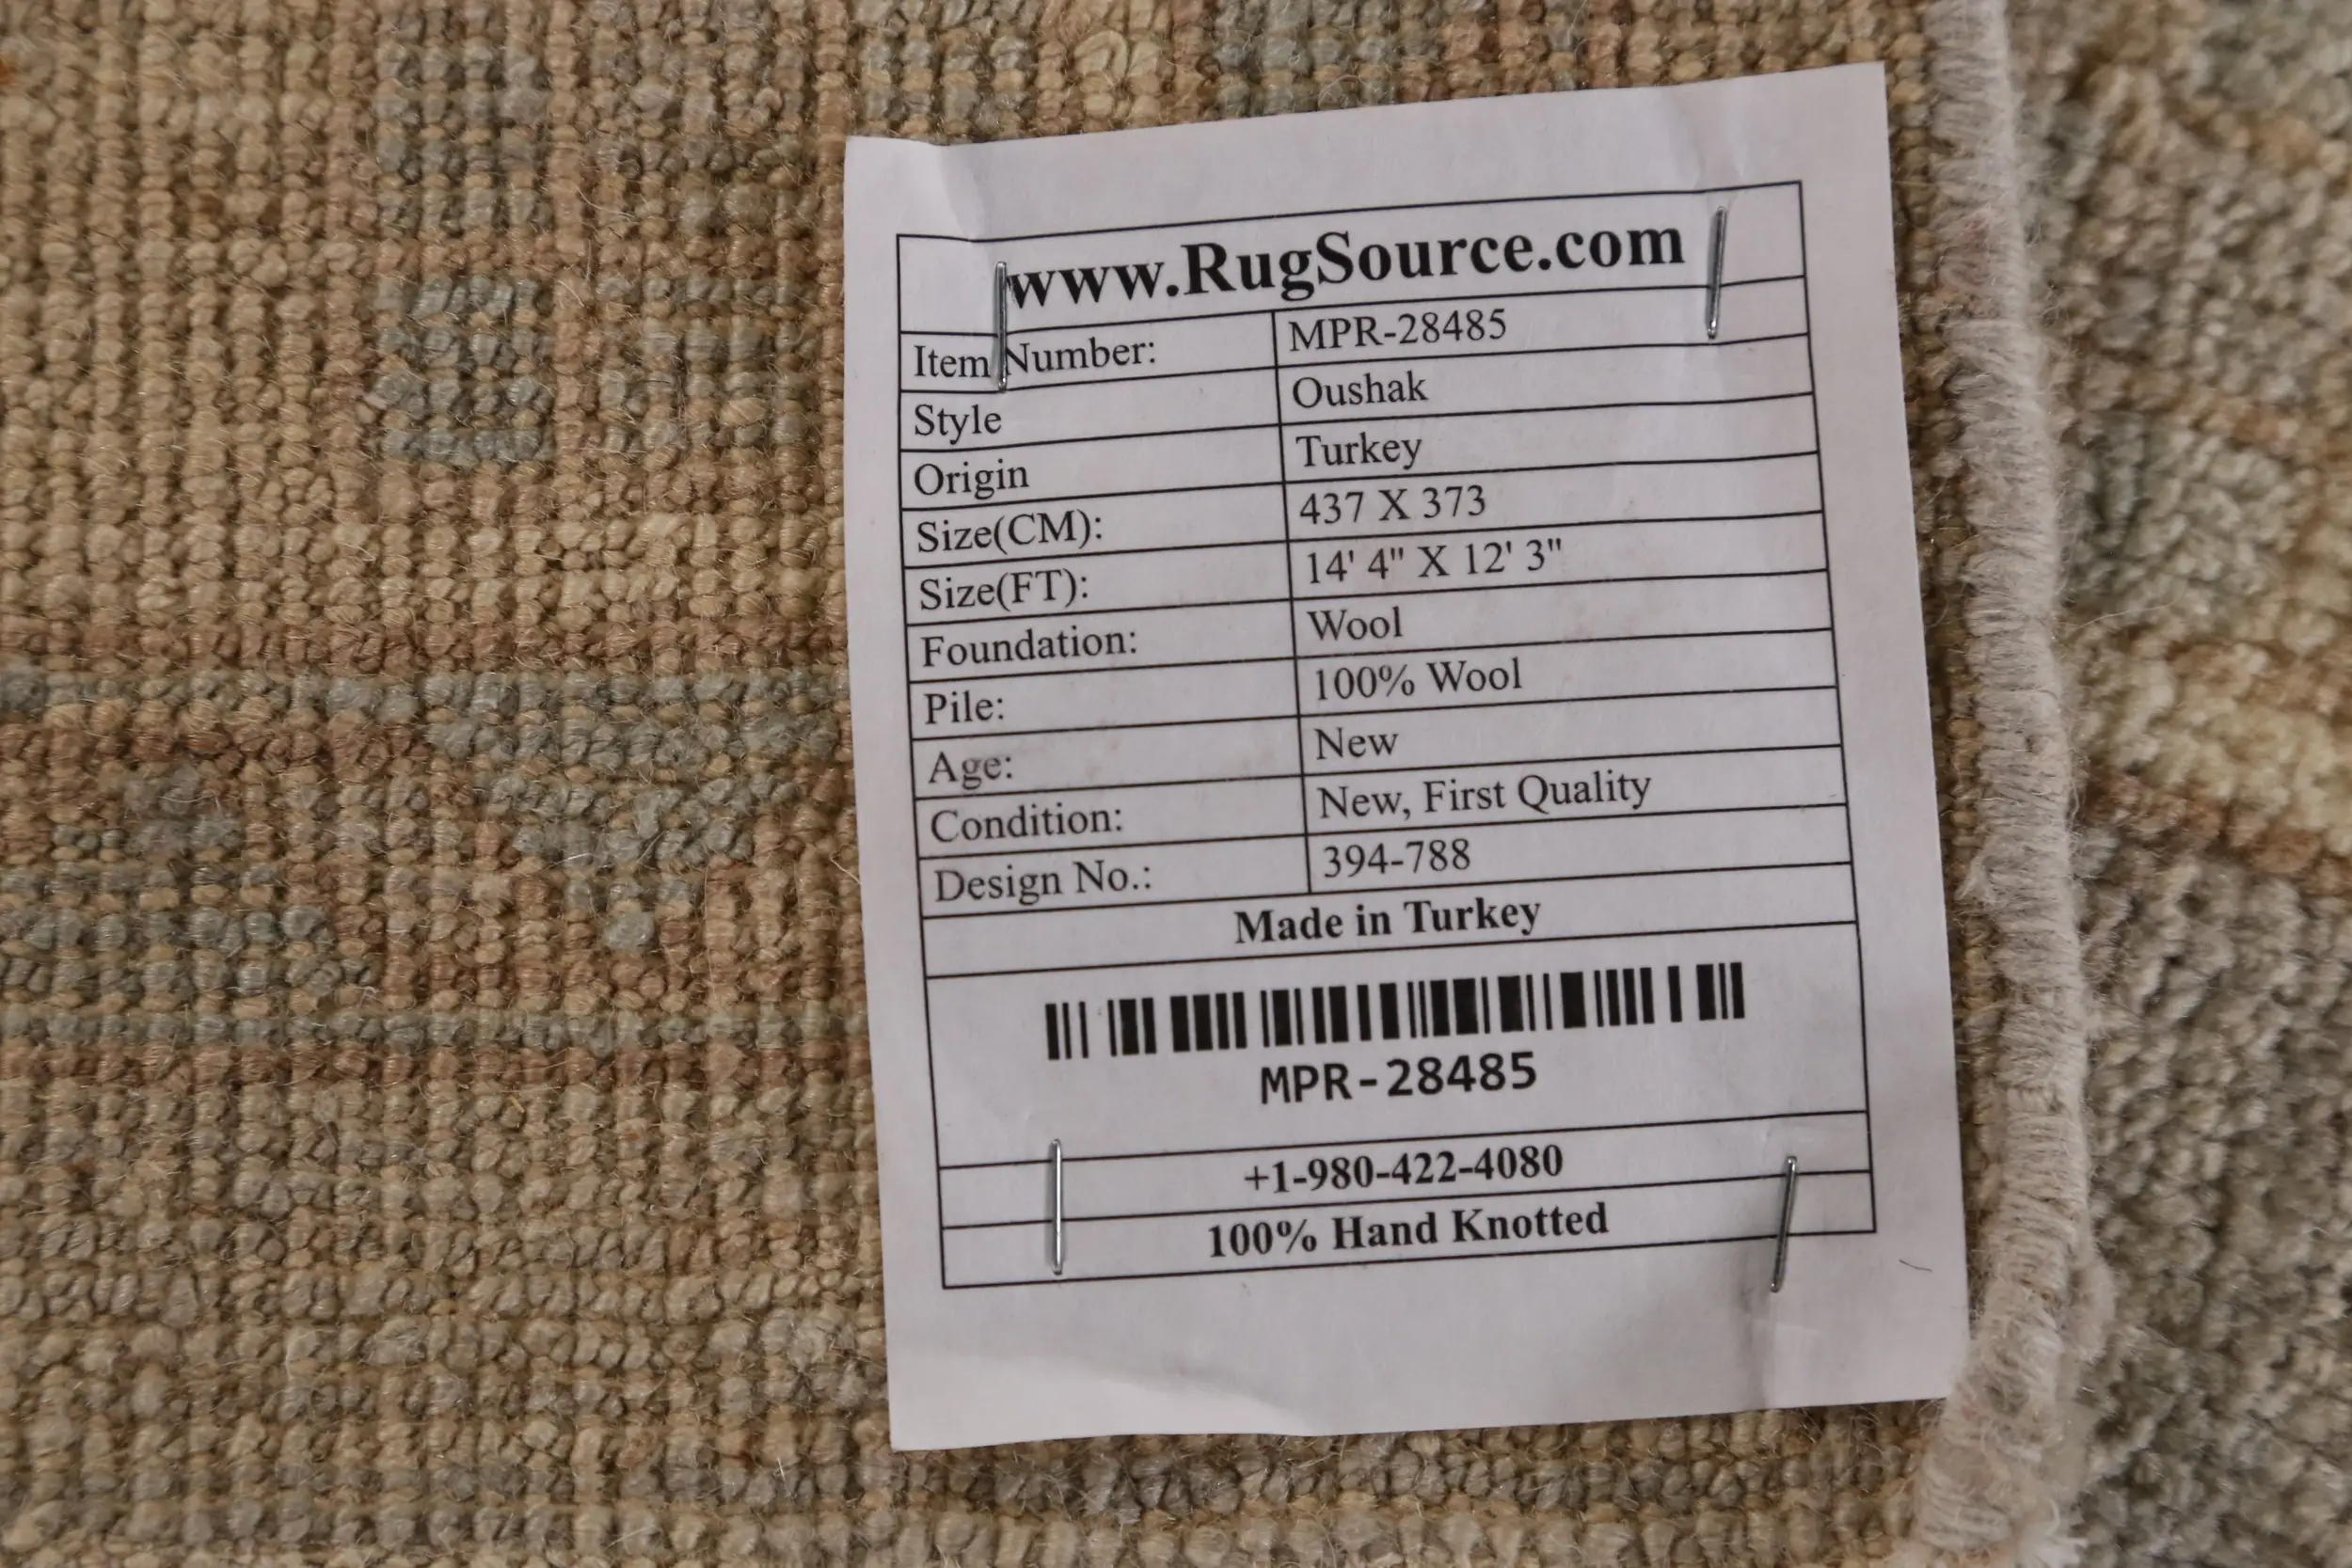 www.RugSource.com
Item Number: MPR-28485
Style Oushak
Origin Turkey
Size(CM): 437 X 373
Size(FT): 14' 4" X 12' 3"
Foundation: Wool
Pile: 100% Wool
Age: New
Condition: New, First Quality
Design No.: 394-788
Made in Turkey
MPR-28485
+1-980-422-4080
100% Hand Knotted